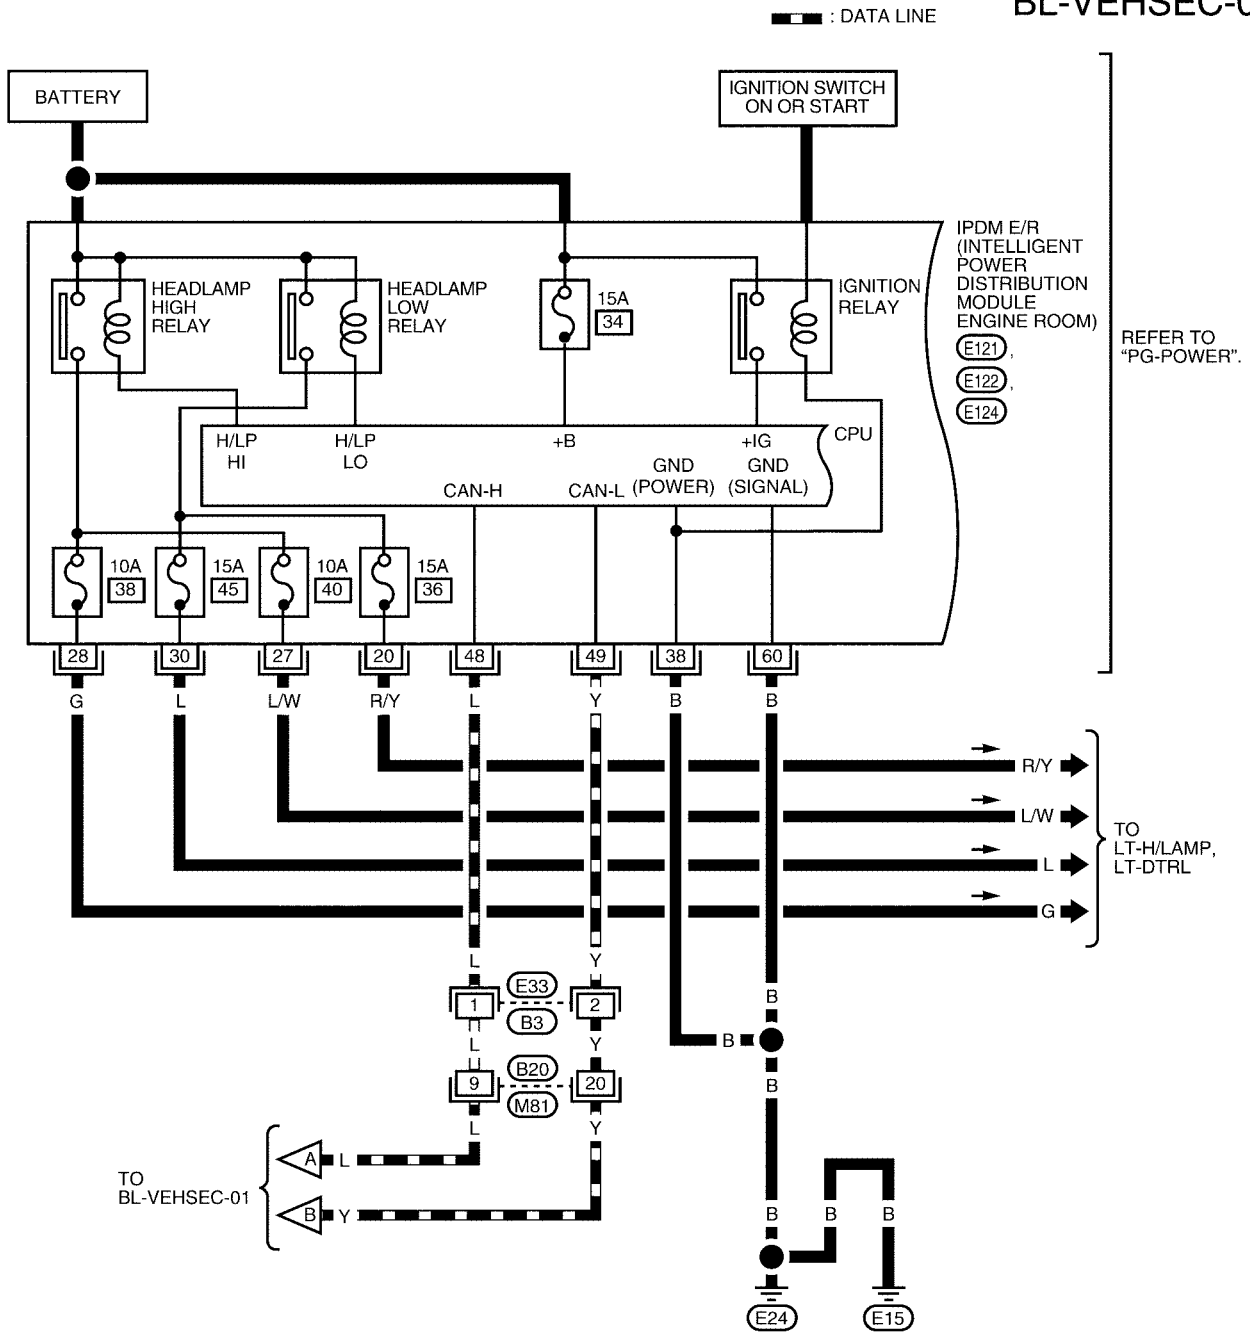 BL-VEHSEC-0
: DATA LINE
BATTERY
IGNITION SWITCH
ON OR START
IPDM E/R
(INTELLIGENT
POWER
DISTRIBUTION
MODULE
ENGINE ROOM)
E121 ,
E122 ,
E124
REFER TO
“PG-POWER”.
HEADLAMP
HIGH
RELAY
HEADLAMP
LOW
RELAY
15A
34
IGNITION
RELAY
H/LP
HI
H/LP
LO
+B
+IG
CPU
CAN-H
CAN-L
GND
(POWER)
GND
(SIGNAL)
10A
38
15A
45
10A
40
15A
36
28
30
27
20
48
49
38
60
G
L
L/W
R/Y
L
Y
B
B
R/Y
L/W
L
G
TO
LT-H/LAMP,
LT-DTRL
L
Y
B
1
E33
B3
2
L
Y
B
B
9
B20
M81
20
L
Y
TO
BL-VEHSEC-01
A
L
B
Y
B
B
B
E24
E15